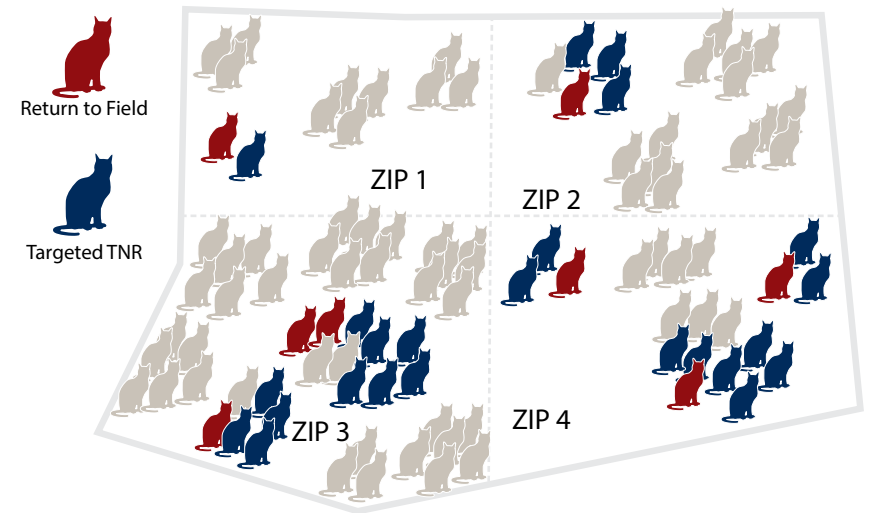 Return to Field
Targeted TNR
ZIP 1
ZIP 2
ZIP 3
ZIP 4